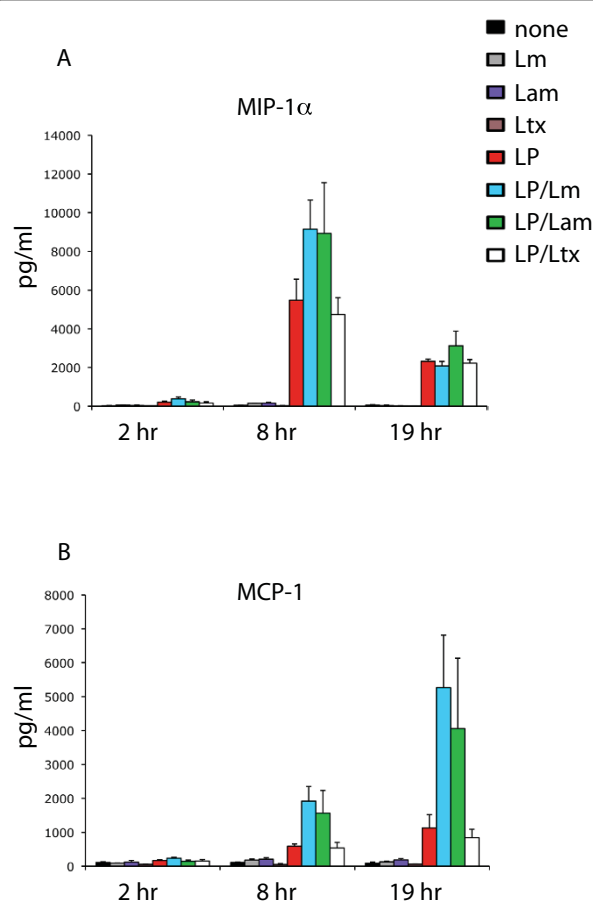 none
Lm
Lam
Ltx
LP
LP/Lm
LP/Lam
LP/Ltx
A
MIP-1α
pg/ml
14000
12000
10000
8000
6000
4000
2000
0
2 hr 8 hr 19 hr
B
MCP-1
pg/ml
8000
7000
6000
5000
4000
3000
2000
1000
0
2 hr 8 hr 19 hr